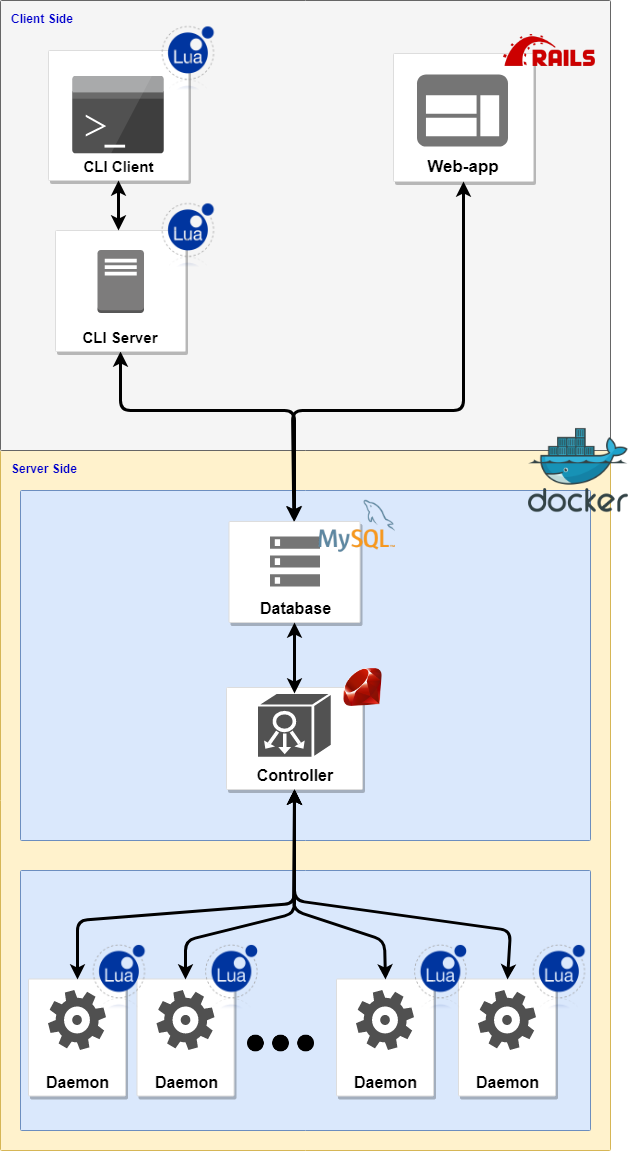 Client Side
Lua
RAILS
CLI Client
Web-app
Lua
CLI Server
docker
Server Side
MySQL
Database
Controller
Lua
Lua
Lua
Lua
Daemon
Daemon
Daemon
Daemon